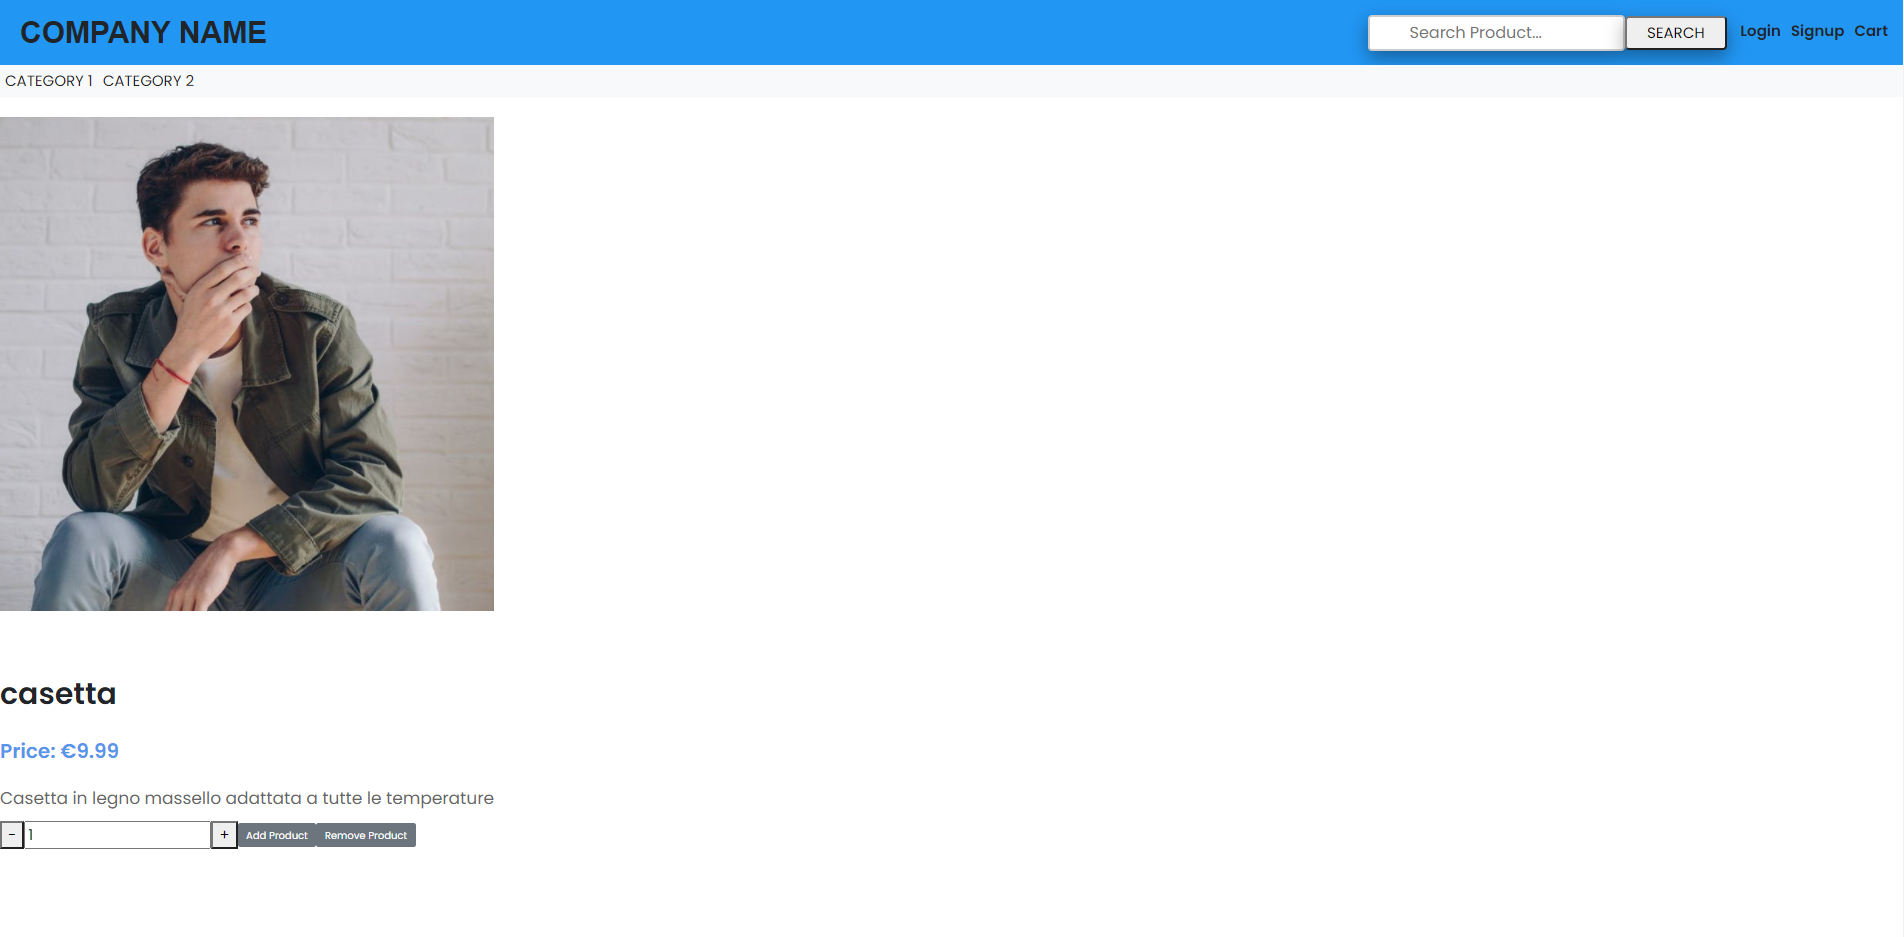 COMPANY NAME
Search Product... SEARCH Login Signup Cart
CATEGORY 1 CATEGORY 2
casetta
Price: €9.99
Casetta in legno massello adattata a tutte le temperature
- 1 + Add Product Remove Product